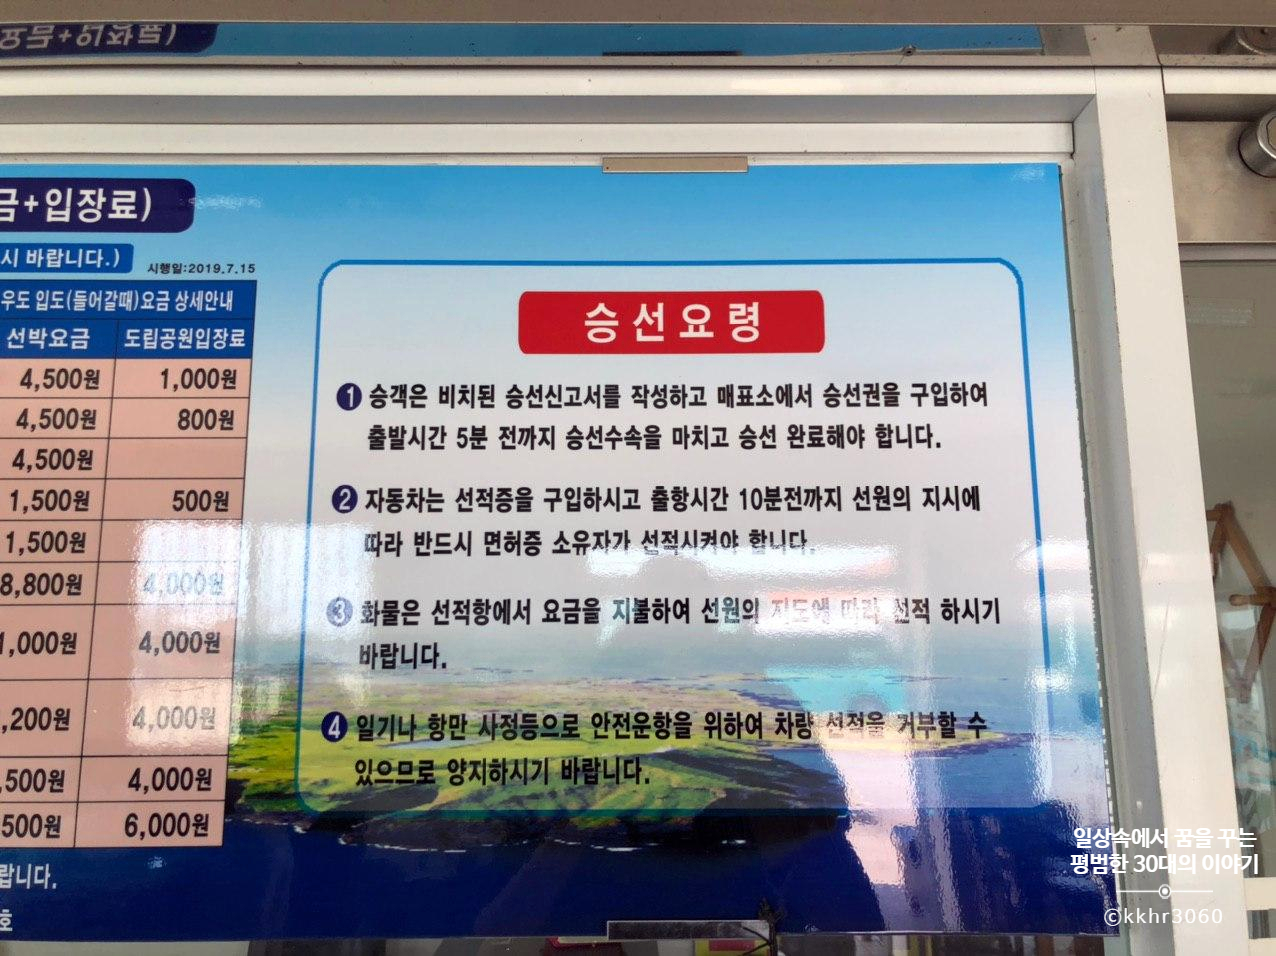 금+입장료)
시 바랍니다.)
시행일:2019.7.15
우도 입도(들어갈때)요금 상세안내
선박요금 도립공원입장료
4,500원 1,000원
4,500원 800원
4,500원
1,500원 500원
1,500원
8,800원 4,000원
1,000원 4,000원
,200원 4,000원
,500원 4,000원
500원 6,000원
랍니다.
호
승선요령
1 승객은 비치된 승선신고서를 작성하고 매표소에서 승선권을 구입하여
출발시간 5분 전까지 승선수속을 마치고 승선 완료해야 합니다.
2 자동차는 선적증을 구입하시고 출항시간 10분전까지 선원의 지시에
따라 반드시 면허증 소유자가 선적시켜야 합니다.
3 화물은 선적항에서 요금을 지불하여 선원의 지도에 따라 선적 하시기
바랍니다.
4 일기나 항만 사정등으로 안전운항을 위하여 차량 선적을 거부할 수
있으므로 양지하시기 바랍니다.
일상속에서 꿈을 꾸는
평범한 30대의 이야기
©kkhr3060